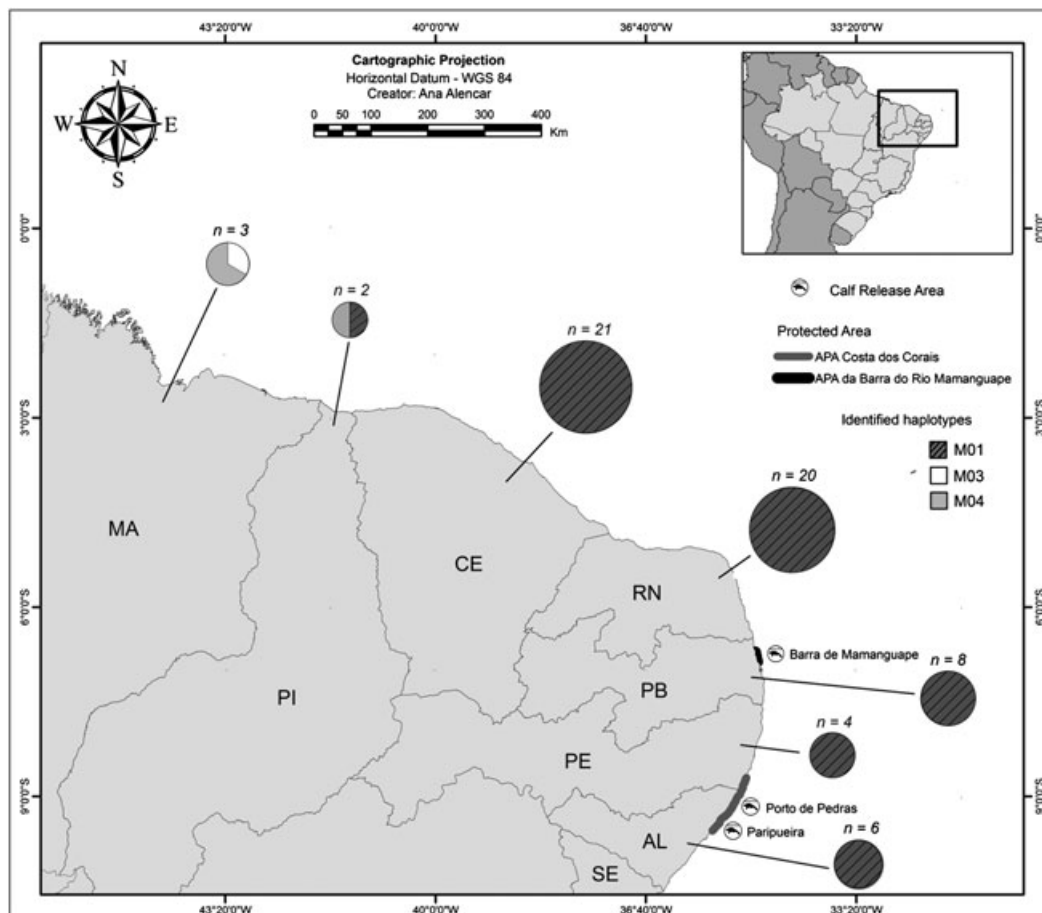 43°20'0"W
40°0'0"W
36°40'0"W
33°20'0"W
Cartographic Projection
Horizontal Datum - WGS 84
Creator: Ana Alencar
0 50 100 200 300 400
Km
N
W E
S
0°0'0"
0°0'0"
n = 3
n = 2
n = 21
Calf Release Area
Protected Area
APA Costa dos Corais
APA da Barra do Rio Mamanguape
3°0'0"S
3°0'0"S
Identified haplotypes
M01
M03
M04
n = 20
MA
CE
RN
6°0'0"S
6°0'0"S
Barra de Mamanguape
n = 8
PI
PB
n = 4
PE
9°0'0"S
9°0'0"S
Porto de Pedras
Paripueira
n = 6
AL
SE
43°20'0"W
40°0'0"W
36°40'0"W
33°20'0"W